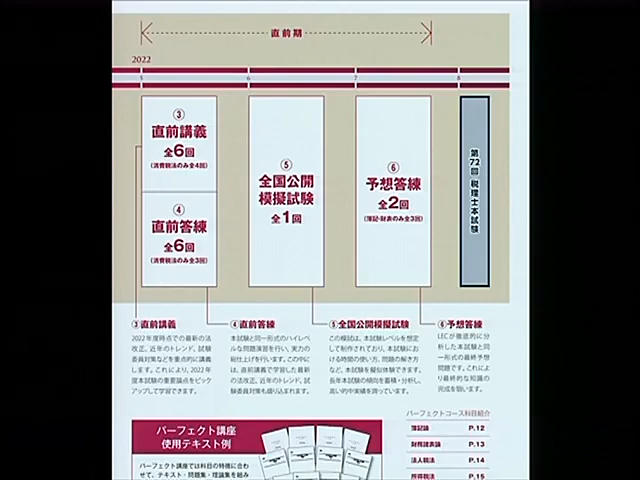 直前期
2022
5
6
7
8
③
直前講義
全6回
(消費税法のみ全4回)
④
直前答練
全6回
(消費税法のみ全3回)
⑤
全国公開
模擬試験
全1回
⑥
予想答練
全2回
(簿記・財表のみ全3回)
第72回 税理士本試験
③直前講義
2022年度時点での最新の法
改正、近年のトレンド、試験
委員対策などを重点的に講義
します。これにより、2022年
度本試験の重要論点をピック
アップして学習できます。
④直前答練
本試験と同一形式のハイレベ
ルな問題演習を行い、実力の
総仕上げを行います。この中に
は、直前講義で学習した最新
の法改正、近年のトレンド、試
験委員対策も盛り込まれます。
⑤全国公開模擬試験
この模試は、本試験レベルを想定
して制作されており、本試験にお
ける時間の使い方、問題の解き方
など、本試験を擬似体験できます。
長年本試験の傾向を蓄積・分析し、
高い的中実績を誇っています。
⑥予想答練
LECが徹底的に分
析した本試験と同
一形式の最終予想
問題です。これによ
り最終的な知識の
完成を狙います。
パーフェクト講座
使用テキスト例
パーフェクト講座では科目の特徴に合わ
せて、テキスト・問題集・理論集を組み
パーフェクトコース科目紹介
簿記論 P.12
財務諸表論 P.13
法人税法 P.14
所得税法 P.15